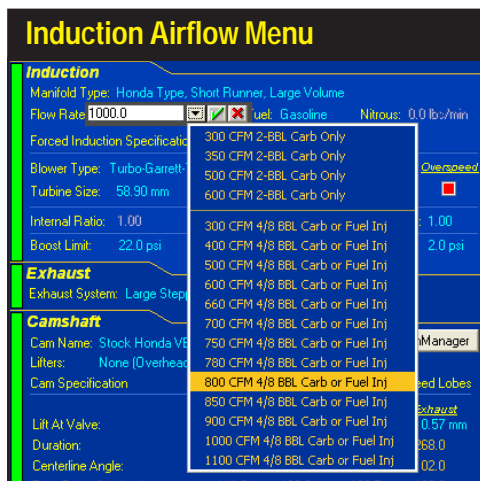 Induction Airflow Menu
Induction
Manifold Type: Honda Type, Short Runner, Large Volume
Flow Rate 1000.0 uel: Gasoline Nitrous: 0.0 lbs/min
Forced Induction Specificatio
Blower Type: Turbo-Garrett- Overspeed
Turbine Size: 58.90 mm
Internal Ratio: 1.00 : 1.00
Boost Limit: 22.0 psi 2.0 psi
300 CFM 2-BBL Carb Only
350 CFM 2-BBL Carb Only
500 CFM 2-BBL Carb Only
600 CFM 2-BBL Carb Only
300 CFM 4/8 BBL Carb or Fuel Inj
400 CFM 4/8 BBL Carb or Fuel Inj
500 CFM 4/8 BBL Carb or Fuel Inj
600 CFM 4/8 BBL Carb or Fuel Inj
660 CFM 4/8 BBL Carb or Fuel Inj
700 CFM 4/8 BBL Carb or Fuel Inj
750 CFM 4/8 BBL Carb or Fuel Inj
780 CFM 4/8 BBL Carb or Fuel Inj
800 CFM 4/8 BBL Carb or Fuel Inj
850 CFM 4/8 BBL Carb or Fuel Inj
900 CFM 4/8 BBL Carb or Fuel Inj
1000 CFM 4/8 BBL Carb or Fuel Inj
1100 CFM 4/8 BBL Carb or Fuel Inj
Exhaust
Exhaust System: Large Stepp
Camshaft
Cam Name: Stock Honda VE Manager
Lifters: None (Overhead
Cam Specification ed Lobes
Exhaust
Lift At Valve: 0.57 mm
Duration: 268.0
Centerline Angle: 02.0